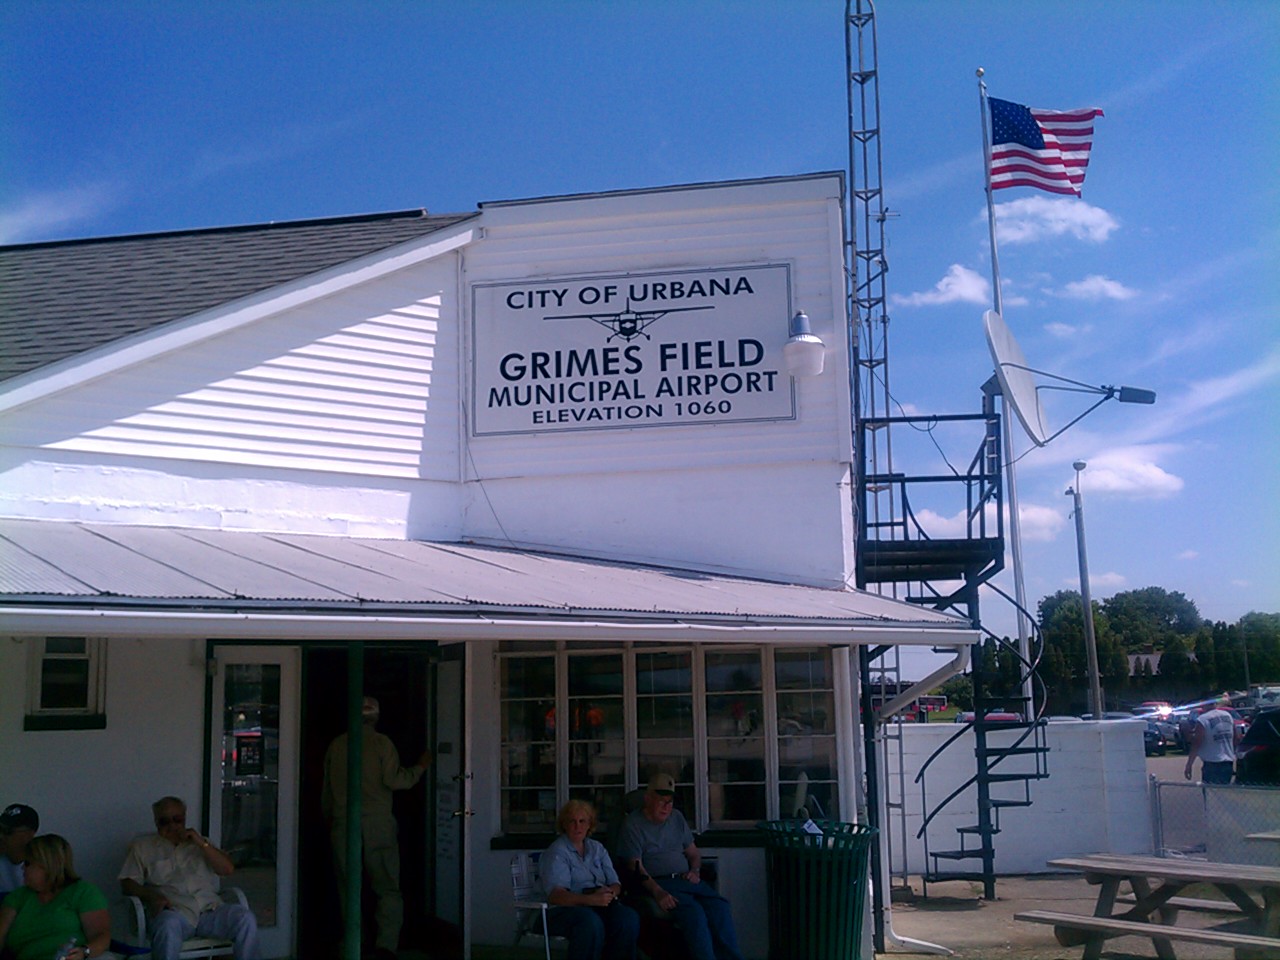 CITY OF URBANA
GRIMES FIELD
MUNICIPAL AIRPORT
ELEVATION 1060